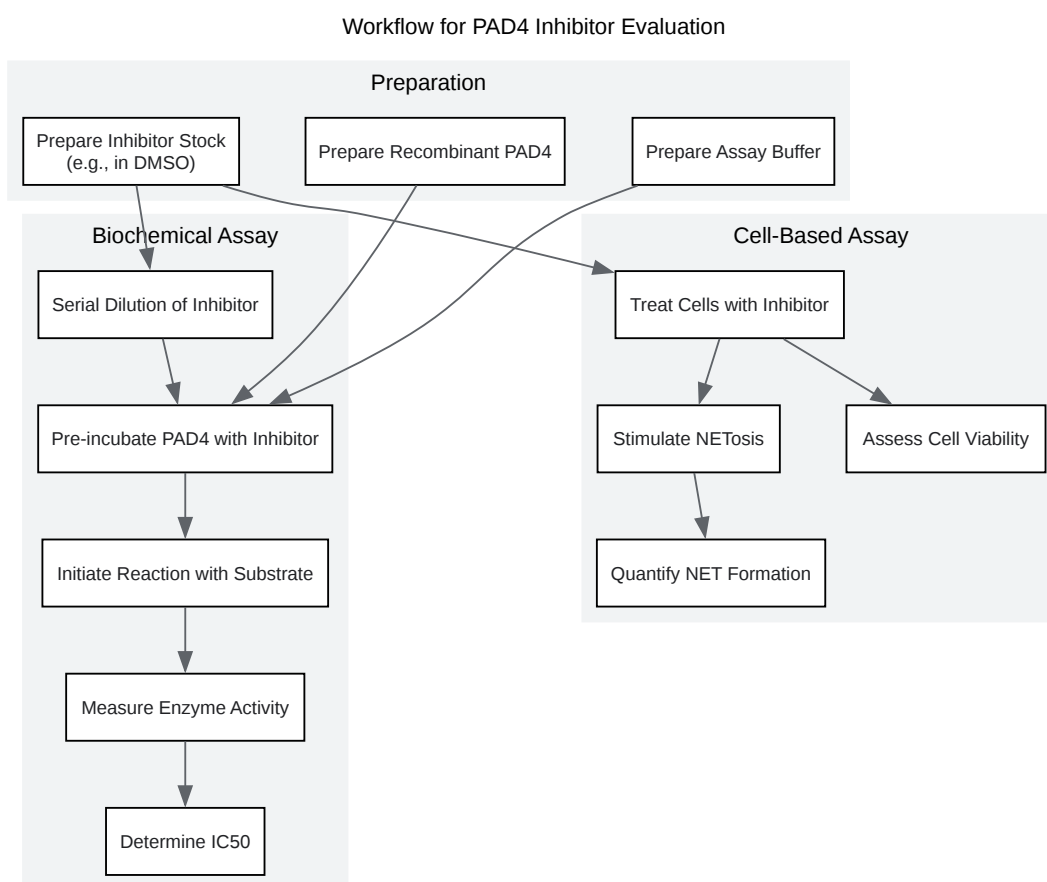 Workflow for PAD4 Inhibitor Evaluation
Preparation
Prepare Inhibitor Stock
(e.g., in DMSO)
Prepare Recombinant PAD4
Prepare Assay Buffer
Biochemical Assay
Serial Dilution of Inhibitor
Pre-incubate PAD4 with Inhibitor
Initiate Reaction with Substrate
Measure Enzyme Activity
Determine IC50
Cell-Based Assay
Treat Cells with Inhibitor
Stimulate NETosis
Assess Cell Viability
Quantify NET Formation